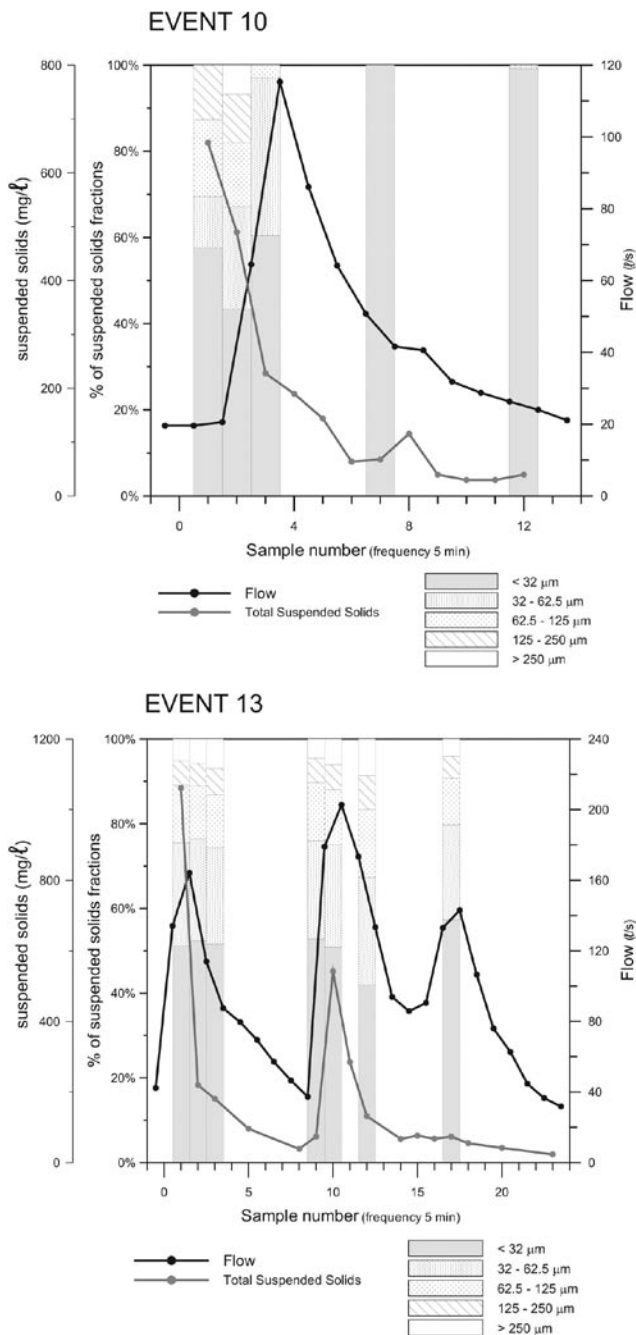 EVENT 10
suspended solids (mg/ℓ)
800
600
400
200
0
% of suspended solids fractions
100%
80%
60%
40%
20%
0%
Flow (ℓ/s)
120
100
80
60
40
20
0
0 4 8 12
Sample number (frequency 5 min)
Flow
Total Suspended Solids
< 32 µm
32 - 62.5 µm
62.5 - 125 µm
125 - 250 µm
> 250 µm
EVENT 13
suspended solids (mg/ℓ)
1200
800
400
0
% of suspended solids fractions
100%
80%
60%
40%
20%
0%
Flow (ℓ/s)
240
200
160
120
80
40
0
0 5 10 15 20
Sample number (frequency 5 min)
Flow
Total Suspended Solids
< 32 µm
32 - 62.5 µm
62.5 - 125 µm
125 - 250 µm
> 250 µm